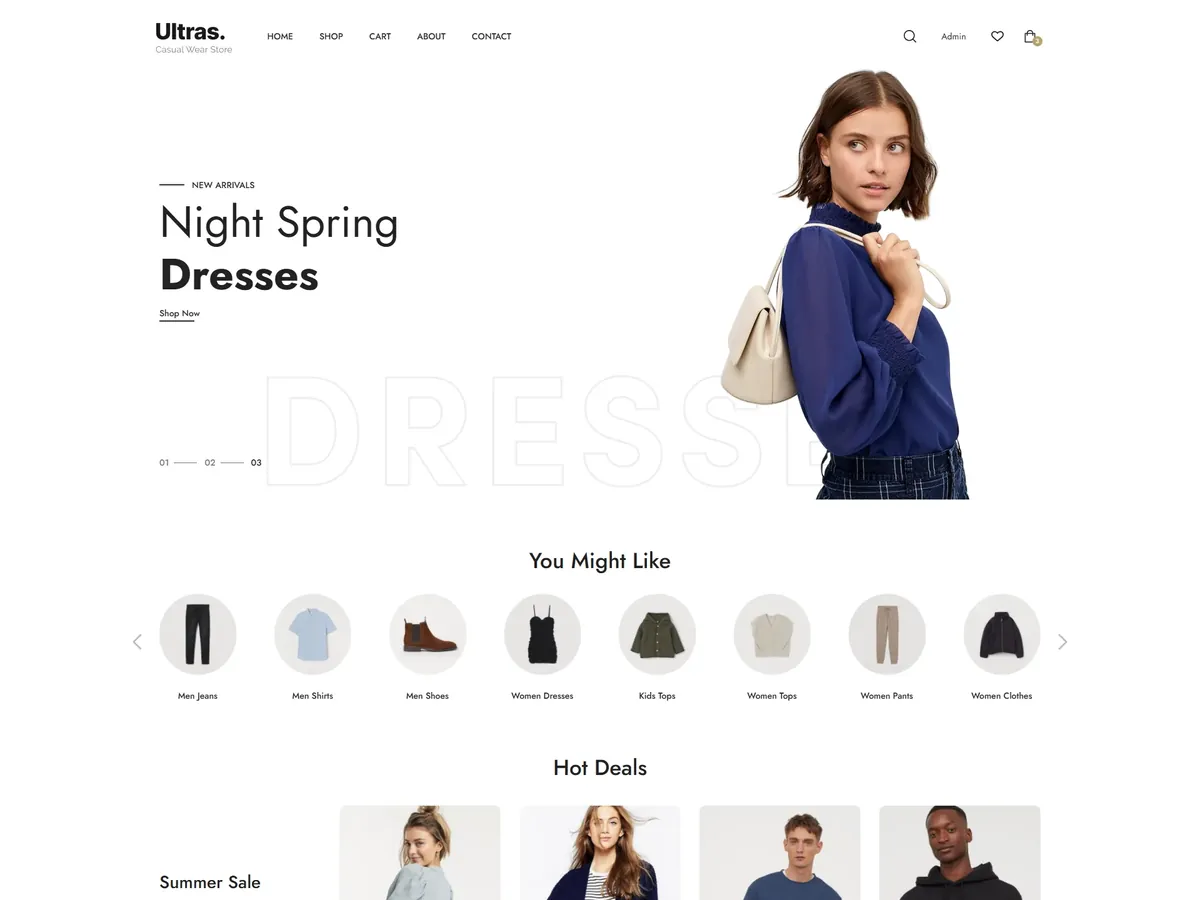 Ultras.
Casual Wear Store
HOME SHOP CART ABOUT CONTACT
Admin
NEW ARRIVALS
Night Spring
Dresses
Shop Now
DRESSE
01 02 03
You Might Like
Men Jeans Men Shirts Men Shoes Women Dresses Kids Tops Women Tops Women Pants Women Clothes
Hot Deals
Summer Sale